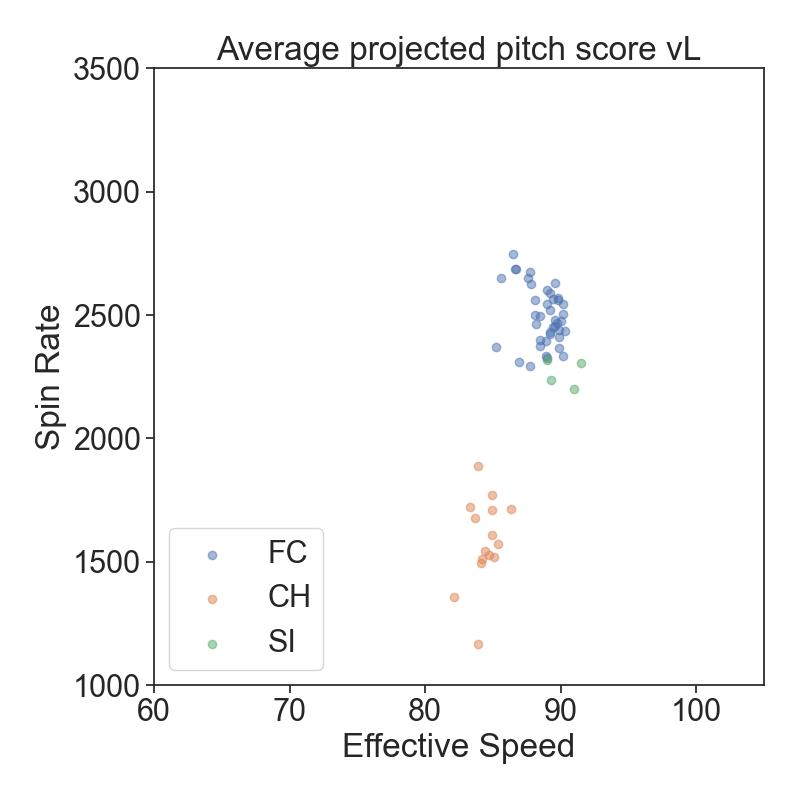 Average projected pitch score vL
3500
3000
2500
2000
1500
1000
Spin Rate
FC
CH
SI
60 70 80 90 100
Effective Speed